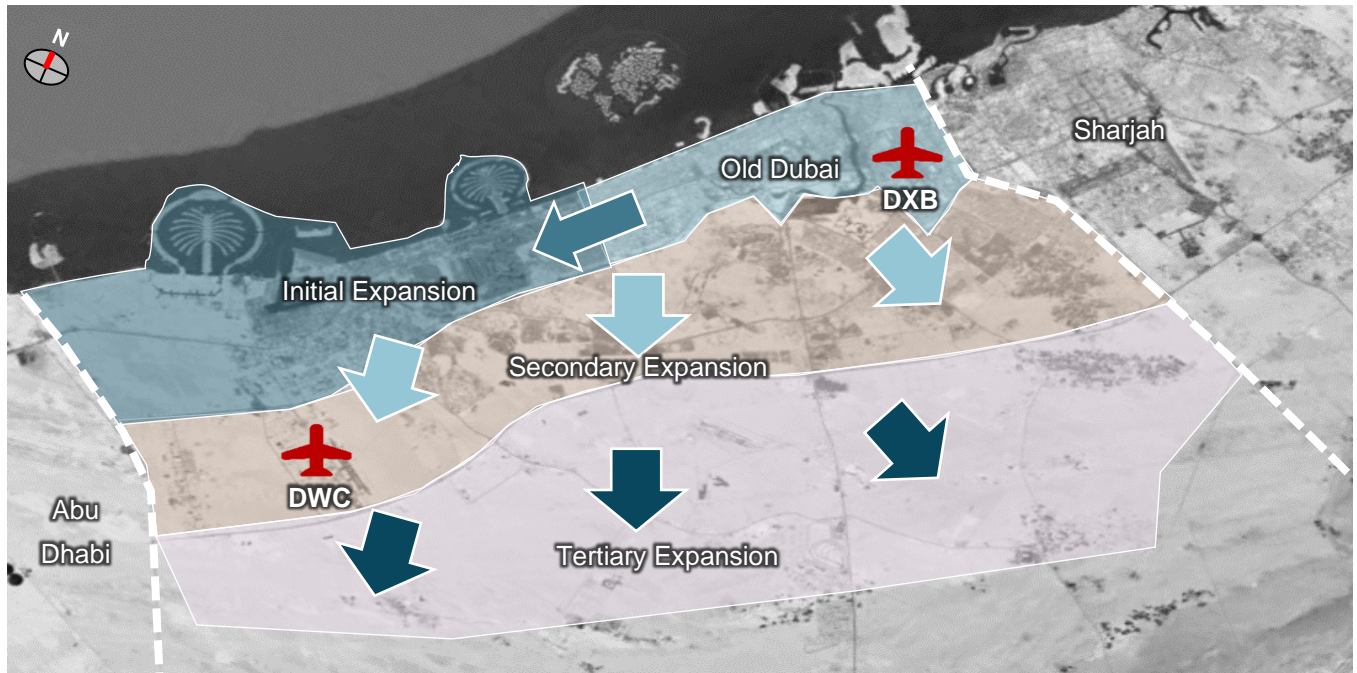 N
Sharjah
Old Dubai
DXB
Initial Expansion
Secondary Expansion
DWC
Abu
Dhabi
Tertiary Expansion